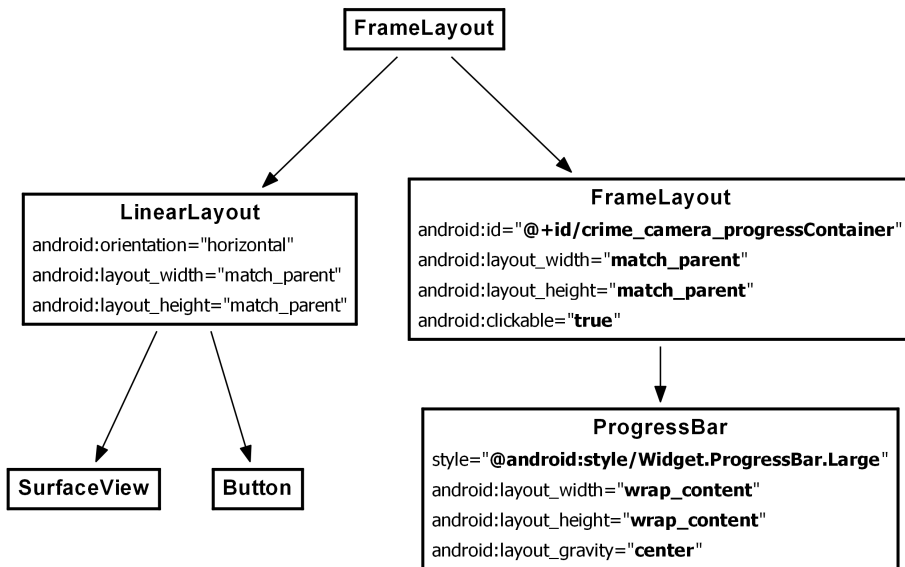 FrameLayout
LinearLayout
android:orientation="horizontal"
android:layout_width="match_parent"
android:layout_height="match_parent"
FrameLayout
android:id="@+id/crime_camera_progressContainer"
android:layout_width="match_parent"
android:layout_height="match_parent"
android:clickable="true"
SurfaceView
Button
ProgressBar
style="@android:style/Widget.ProgressBar.Large"
android:layout_width="wrap_content"
android:layout_height="wrap_content"
android:layout_gravity="center"